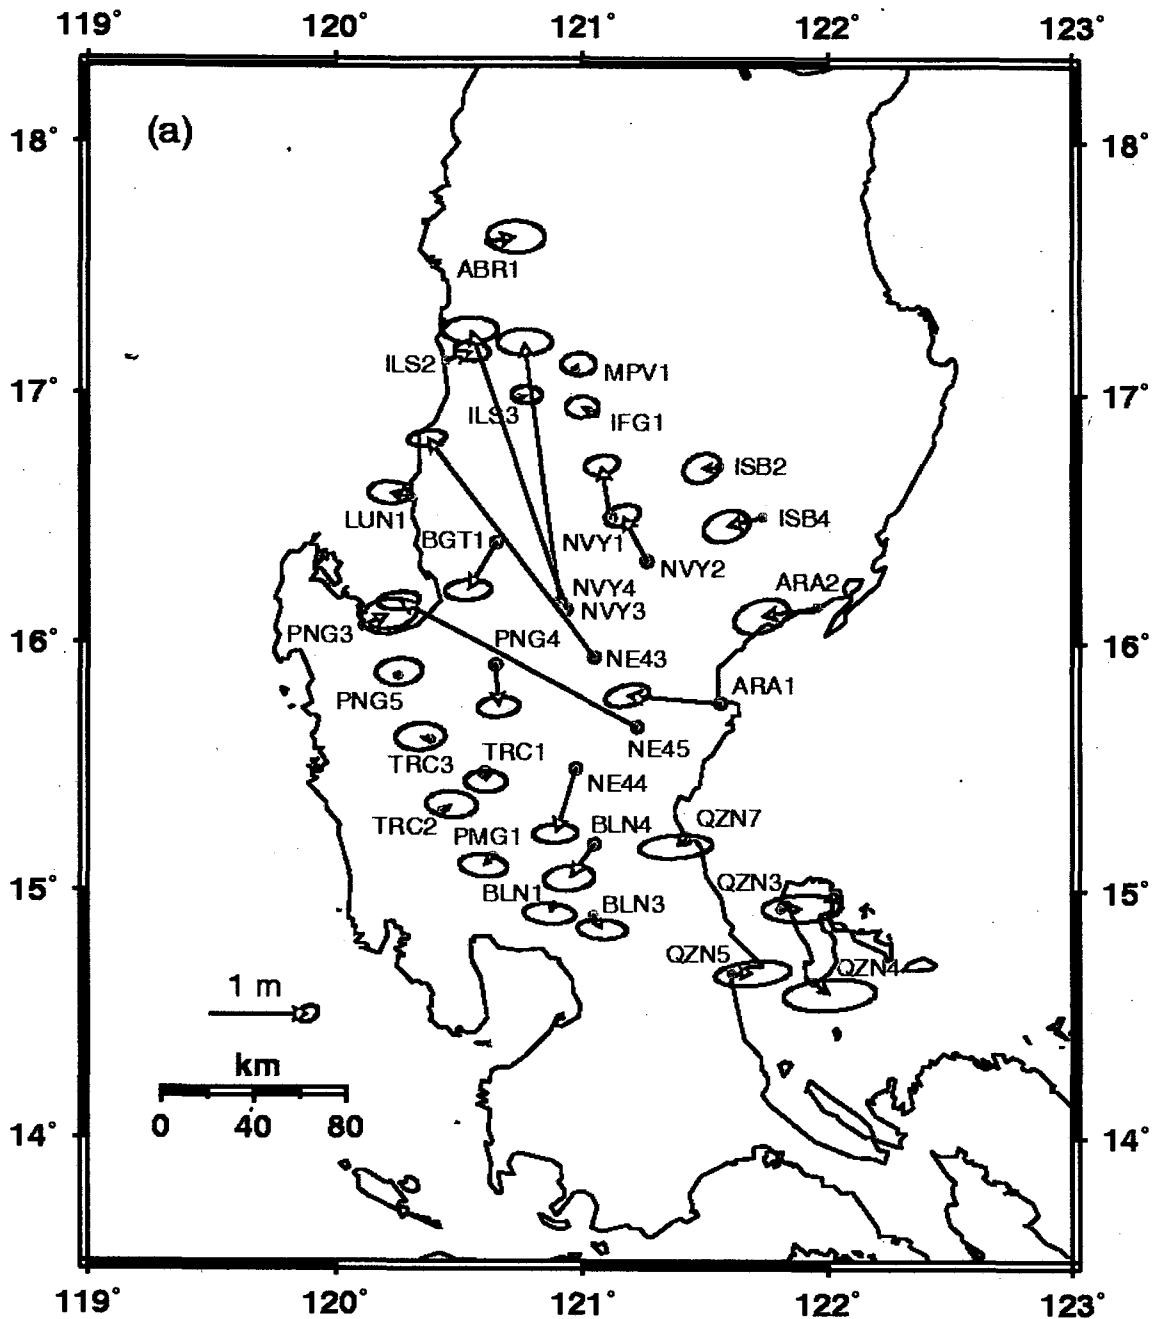 119° 120° 121° 122° 123°
(a)
18° 18°
ABR1
ILS2
MPV1
17° 17°
ILS3
IFG1
ISB2
LUN1
ISB4
BGT1
NVY1
NVY2
NVY4
ARA2
NVY3
PNG3
PNG4
16° 16°
NE43
ARA1
PNG5
NE45
TRC1
TRC3
NE44
TRC2
PMG1
BLN4
QZN7
15° 15°
BLN1
BLN3
QZN3
QZN5
QZN4
1 m
km
0 40 80
14° 14°
119° 120° 121° 122° 123°